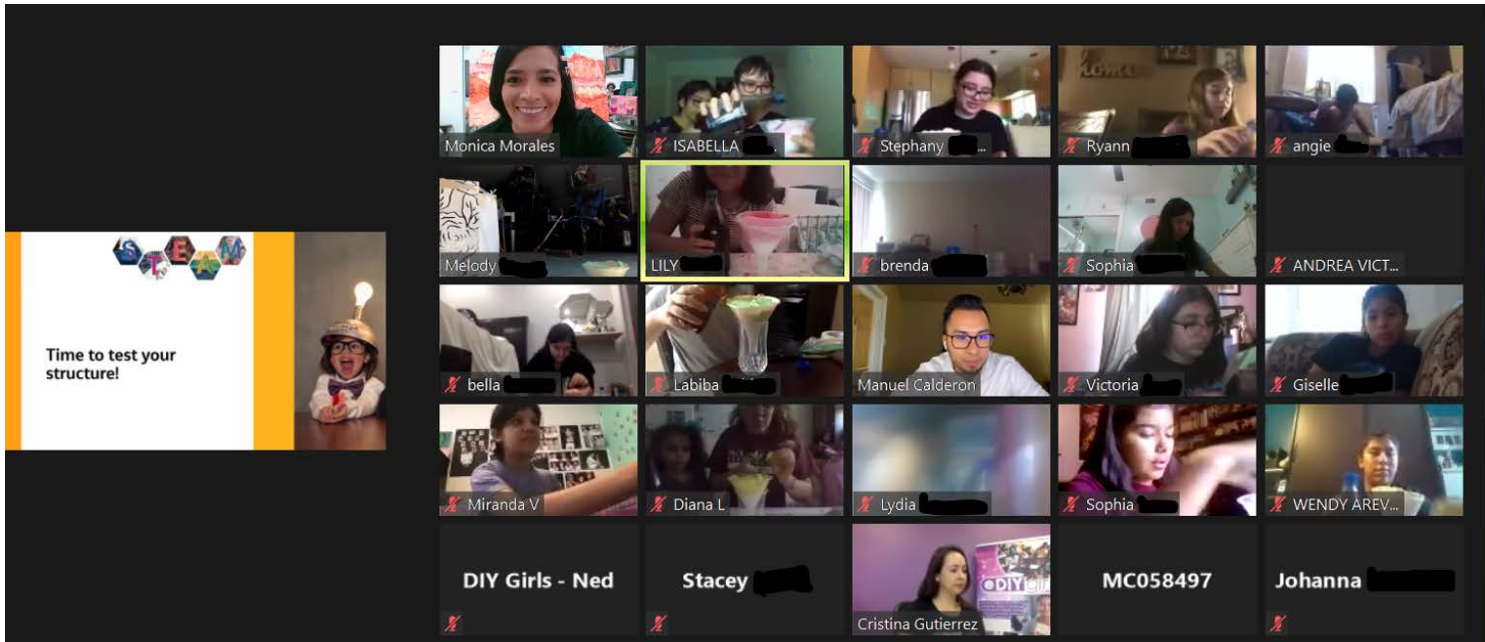 STEAM
Time to test your
structure!
Monica Morales
ISABELLA
Stephany ...
Ryann
angie
home
Melody
LILY
brenda
Sophia
ANDREA VICT...
bella
Labiba
Manuel Calderon
Victoria
Giselle
Miranda V
Diana L
Lydia
Sophia
WENDY AREV...
DIY Girls - Ned
Stacey
Cristina Gutierrez
DIY
MC058497
Johanna